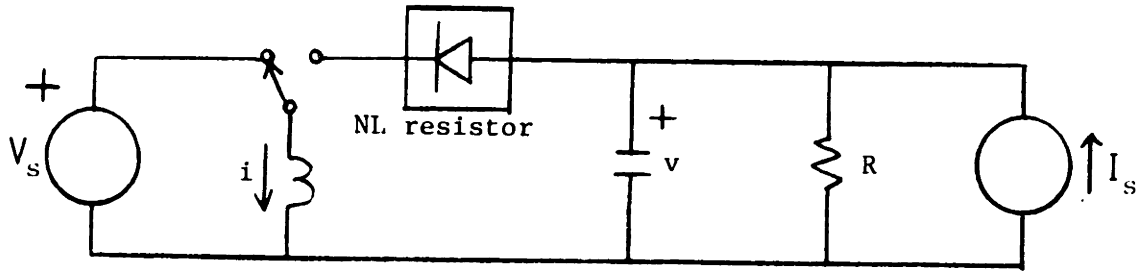 +
V_s
i
NL resistor
+
v
R
I_s